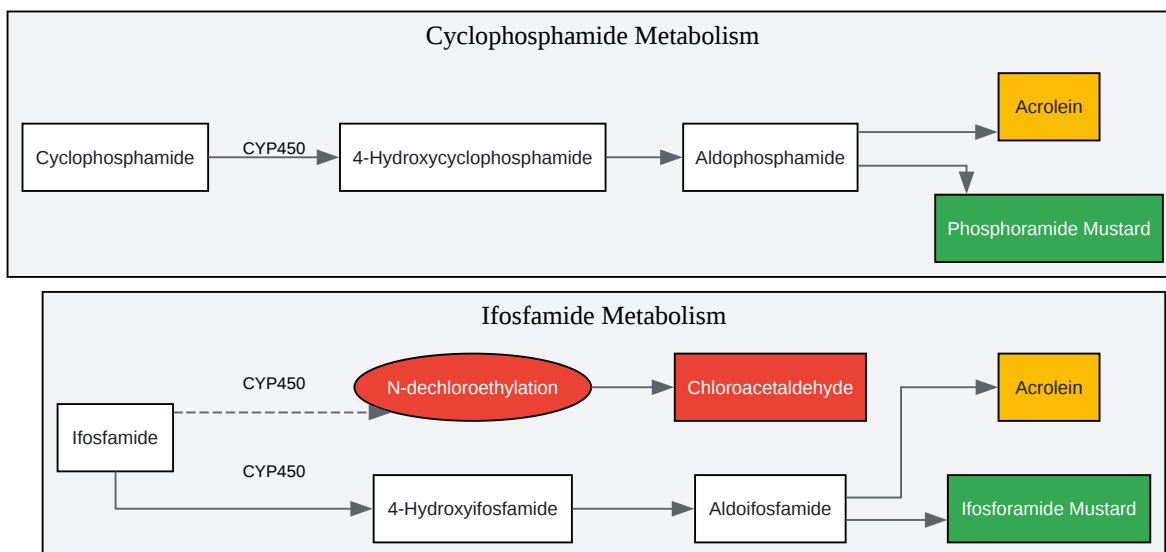 Cyclophosphamide Metabolism
Acrolein
Cyclophosphamide
CYP450
4-Hydroxycyclophosphamide
Aldophosphamide
Phosphoramide Mustard
Ifosfamide Metabolism
CYP450
N-dechloroethylation
Chloroacetaldehyde
Acrolein
Ifosfamide
CYP450
4-Hydroxyifosfamide
Aldoifosfamide
Ifosforamide Mustard